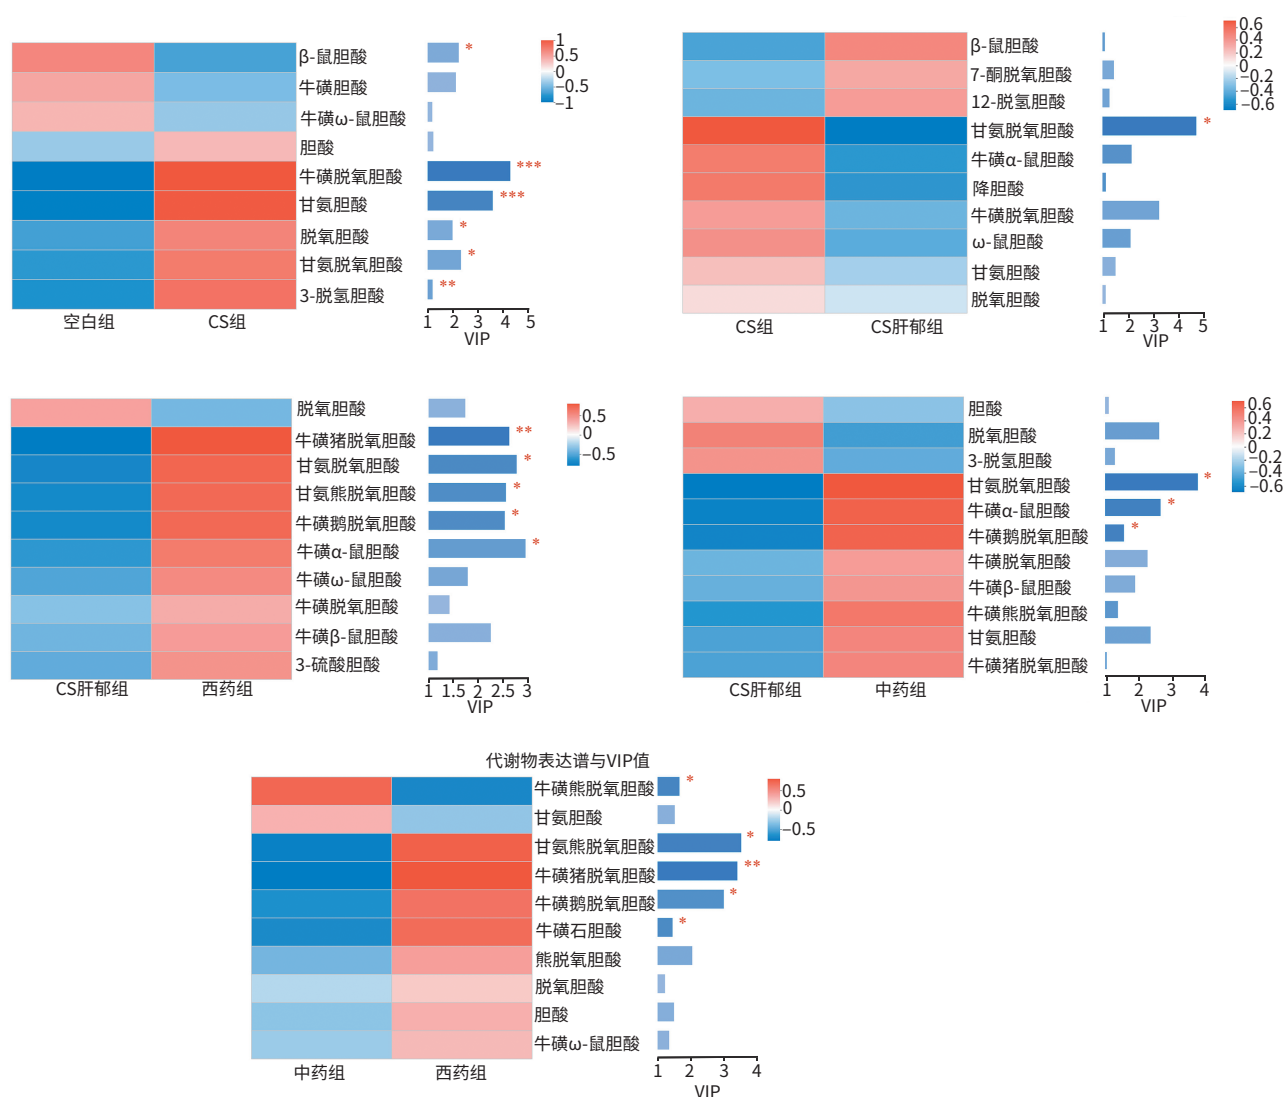 β-鼠胆酸 *
牛磺胆酸
牛磺ω-鼠胆酸
胆酸
牛磺脱氧胆酸 ***
甘氨胆酸 ***
脱氧胆酸 *
甘氨脱氧胆酸 *
3-脱氢胆酸 **
空白组 CS组
1 2 3 4 5
VIP
1
0.5
0
−0.5
−1
β-鼠胆酸
7-酮脱氧胆酸
12-脱氢胆酸
甘氨脱氧胆酸 *
牛磺α-鼠胆酸
降胆酸
牛磺脱氧胆酸
ω-鼠胆酸
甘氨胆酸
脱氧胆酸
CS组 CS肝郁组
1 2 3 4 5
VIP
0.6
0.4
0.2
0
−0.2
−0.4
−0.6
脱氧胆酸
牛磺猪脱氧胆酸 **
甘氨脱氧胆酸 *
甘氨熊脱氧胆酸 *
牛磺鹅脱氧胆酸 *
牛磺α-鼠胆酸 *
牛磺ω-鼠胆酸
牛磺脱氧胆酸
牛磺β-鼠胆酸
3-硫酸胆酸
CS肝郁组 西药组
1 1.5 2 2.5 3
VIP
0.5
0
−0.5
胆酸
脱氧胆酸
3-脱氢胆酸
甘氨脱氧胆酸 *
牛磺α-鼠胆酸 *
牛磺鹅脱氧胆酸 *
牛磺脱氧胆酸
牛磺β-鼠胆酸
牛磺熊脱氧胆酸
甘氨胆酸
牛磺猪脱氧胆酸
CS肝郁组 中药组
1 2 3 4
VIP
0.6
0.4
0.2
0
−0.2
−0.4
−0.6
代谢物表达谱与VIP值
牛磺熊脱氧胆酸 *
甘氨胆酸
甘氨熊脱氧胆酸 *
牛磺猪脱氧胆酸 **
牛磺鹅脱氧胆酸 *
牛磺石胆酸 *
熊脱氧胆酸
脱氧胆酸
胆酸
牛磺ω-鼠胆酸
中药组 西药组
1 2 3 4
VIP
0.5
0
−0.5